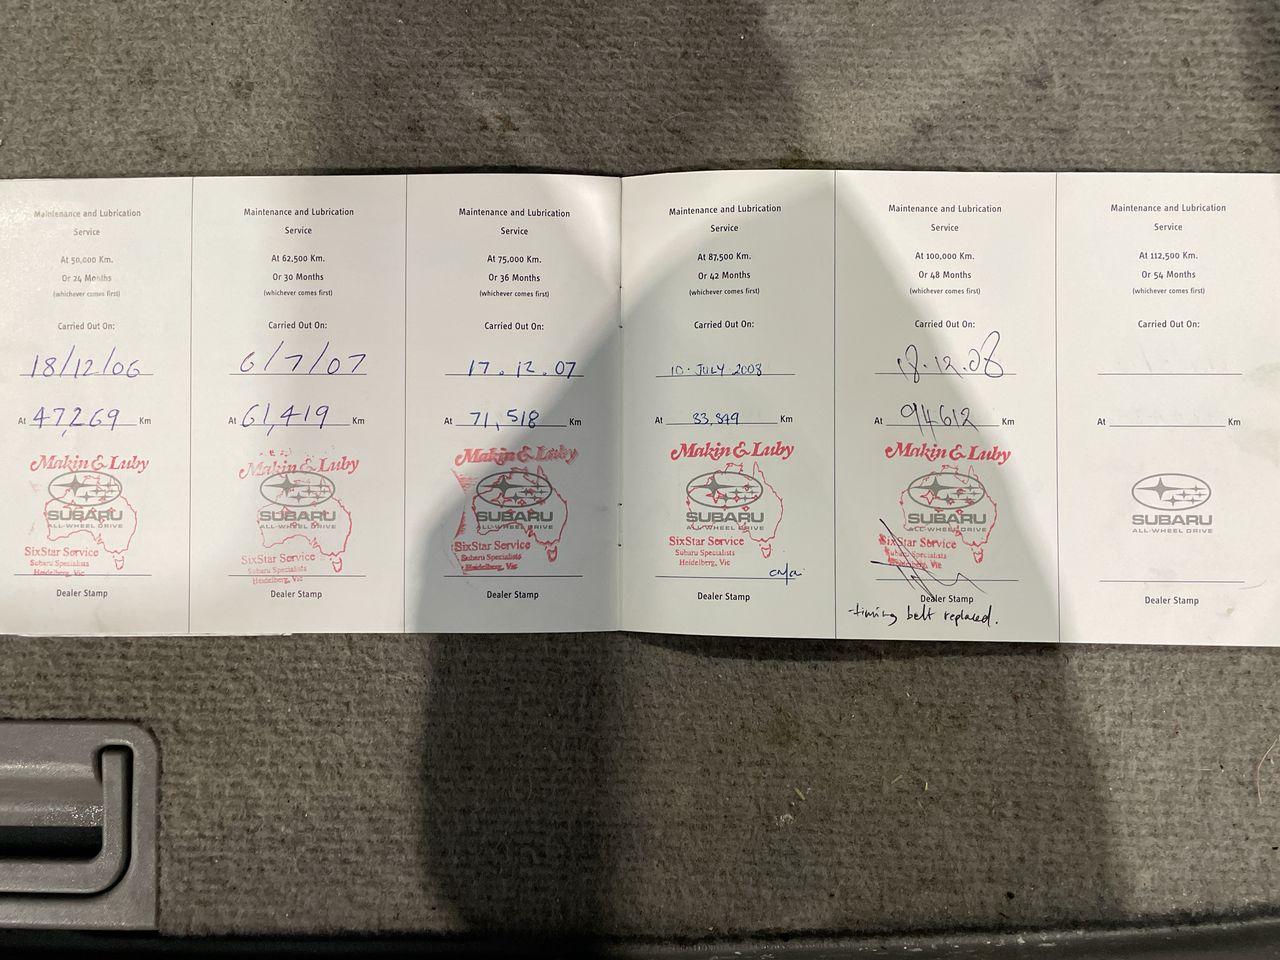 Maintenance and Lubrication
Service
At 50,000 Km.
Or 24 Months
(whichever comes first)
Carried Out On:
18/12/06
At 47,269 Km
Makin & Luby
SUBARU
ALL-WHEEL DRIVE
SixStar Service
Subaru Specialists
Heidelberg, Vic
Dealer Stamp
Maintenance and Lubrication
Service
At 62,500 Km.
Or 30 Months
(whichever comes first)
Carried Out On:
6/7/07
At 61,419 Km
Makin & Luby
SUBARU
ALL-WHEEL DRIVE
SixStar Service
Subaru Specialists
Heidelberg, Vic
Dealer Stamp
Maintenance and Lubrication
Service
At 75,000 Km.
Or 36 Months
(whichever comes first)
Carried Out On:
17.12.07
At 71,518 Km
Makin & Luby
SUBARU
ALL-WHEEL DRIVE
SixStar Service
Subaru Specialists
Heidelberg, Vic
Dealer Stamp
Maintenance and Lubrication
Service
At 87,500 Km.
Or 42 Months
(whichever comes first)
Carried Out On:
10. JULY 2008
At Km
Makin & Luby
SUBARU
ALL-WHEEL DRIVE
SixStar Service
Subaru Specialists
Heidelberg, Vic
Dealer Stamp
Maintenance and Lubrication
Service
At 100,000 Km.
Or 48 Months
(whichever comes first)
Carried Out On:
18.12.08
At 94612 Km
Makin & Luby
SUBARU
ALL-WHEEL DRIVE
SixStar Service
Subaru Specialists
Heidelberg, Vic
Dealer Stamp
-timing belt replaced.
Maintenance and Lubrication
Service
At 112,500 Km.
Or 54 Months
(whichever comes first)
Carried Out On:
At Km
SUBARU
ALL-WHEEL DRIVE
Dealer Stamp